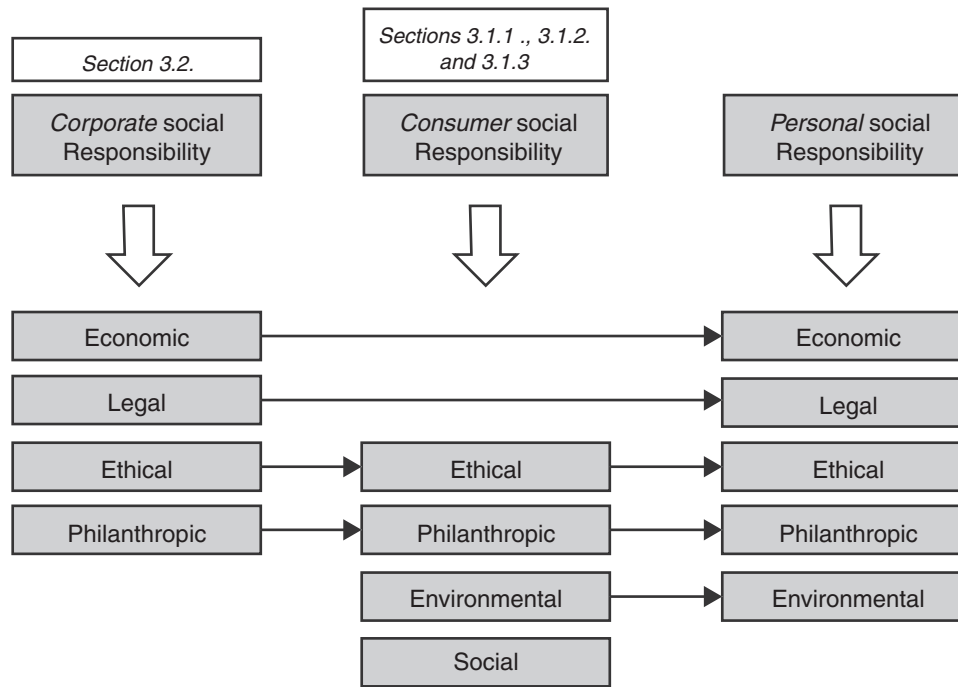 Section 3.2.
Sections 3.1.1 ., 3.1.2.
and 3.1.3
Corporate social
Responsibility
Consumer social
Responsibility
Personal social
Responsibility
Economic
Economic
Legal
Legal
Ethical
Ethical
Ethical
Philanthropic
Philanthropic
Philanthropic
Environmental
Environmental
Social